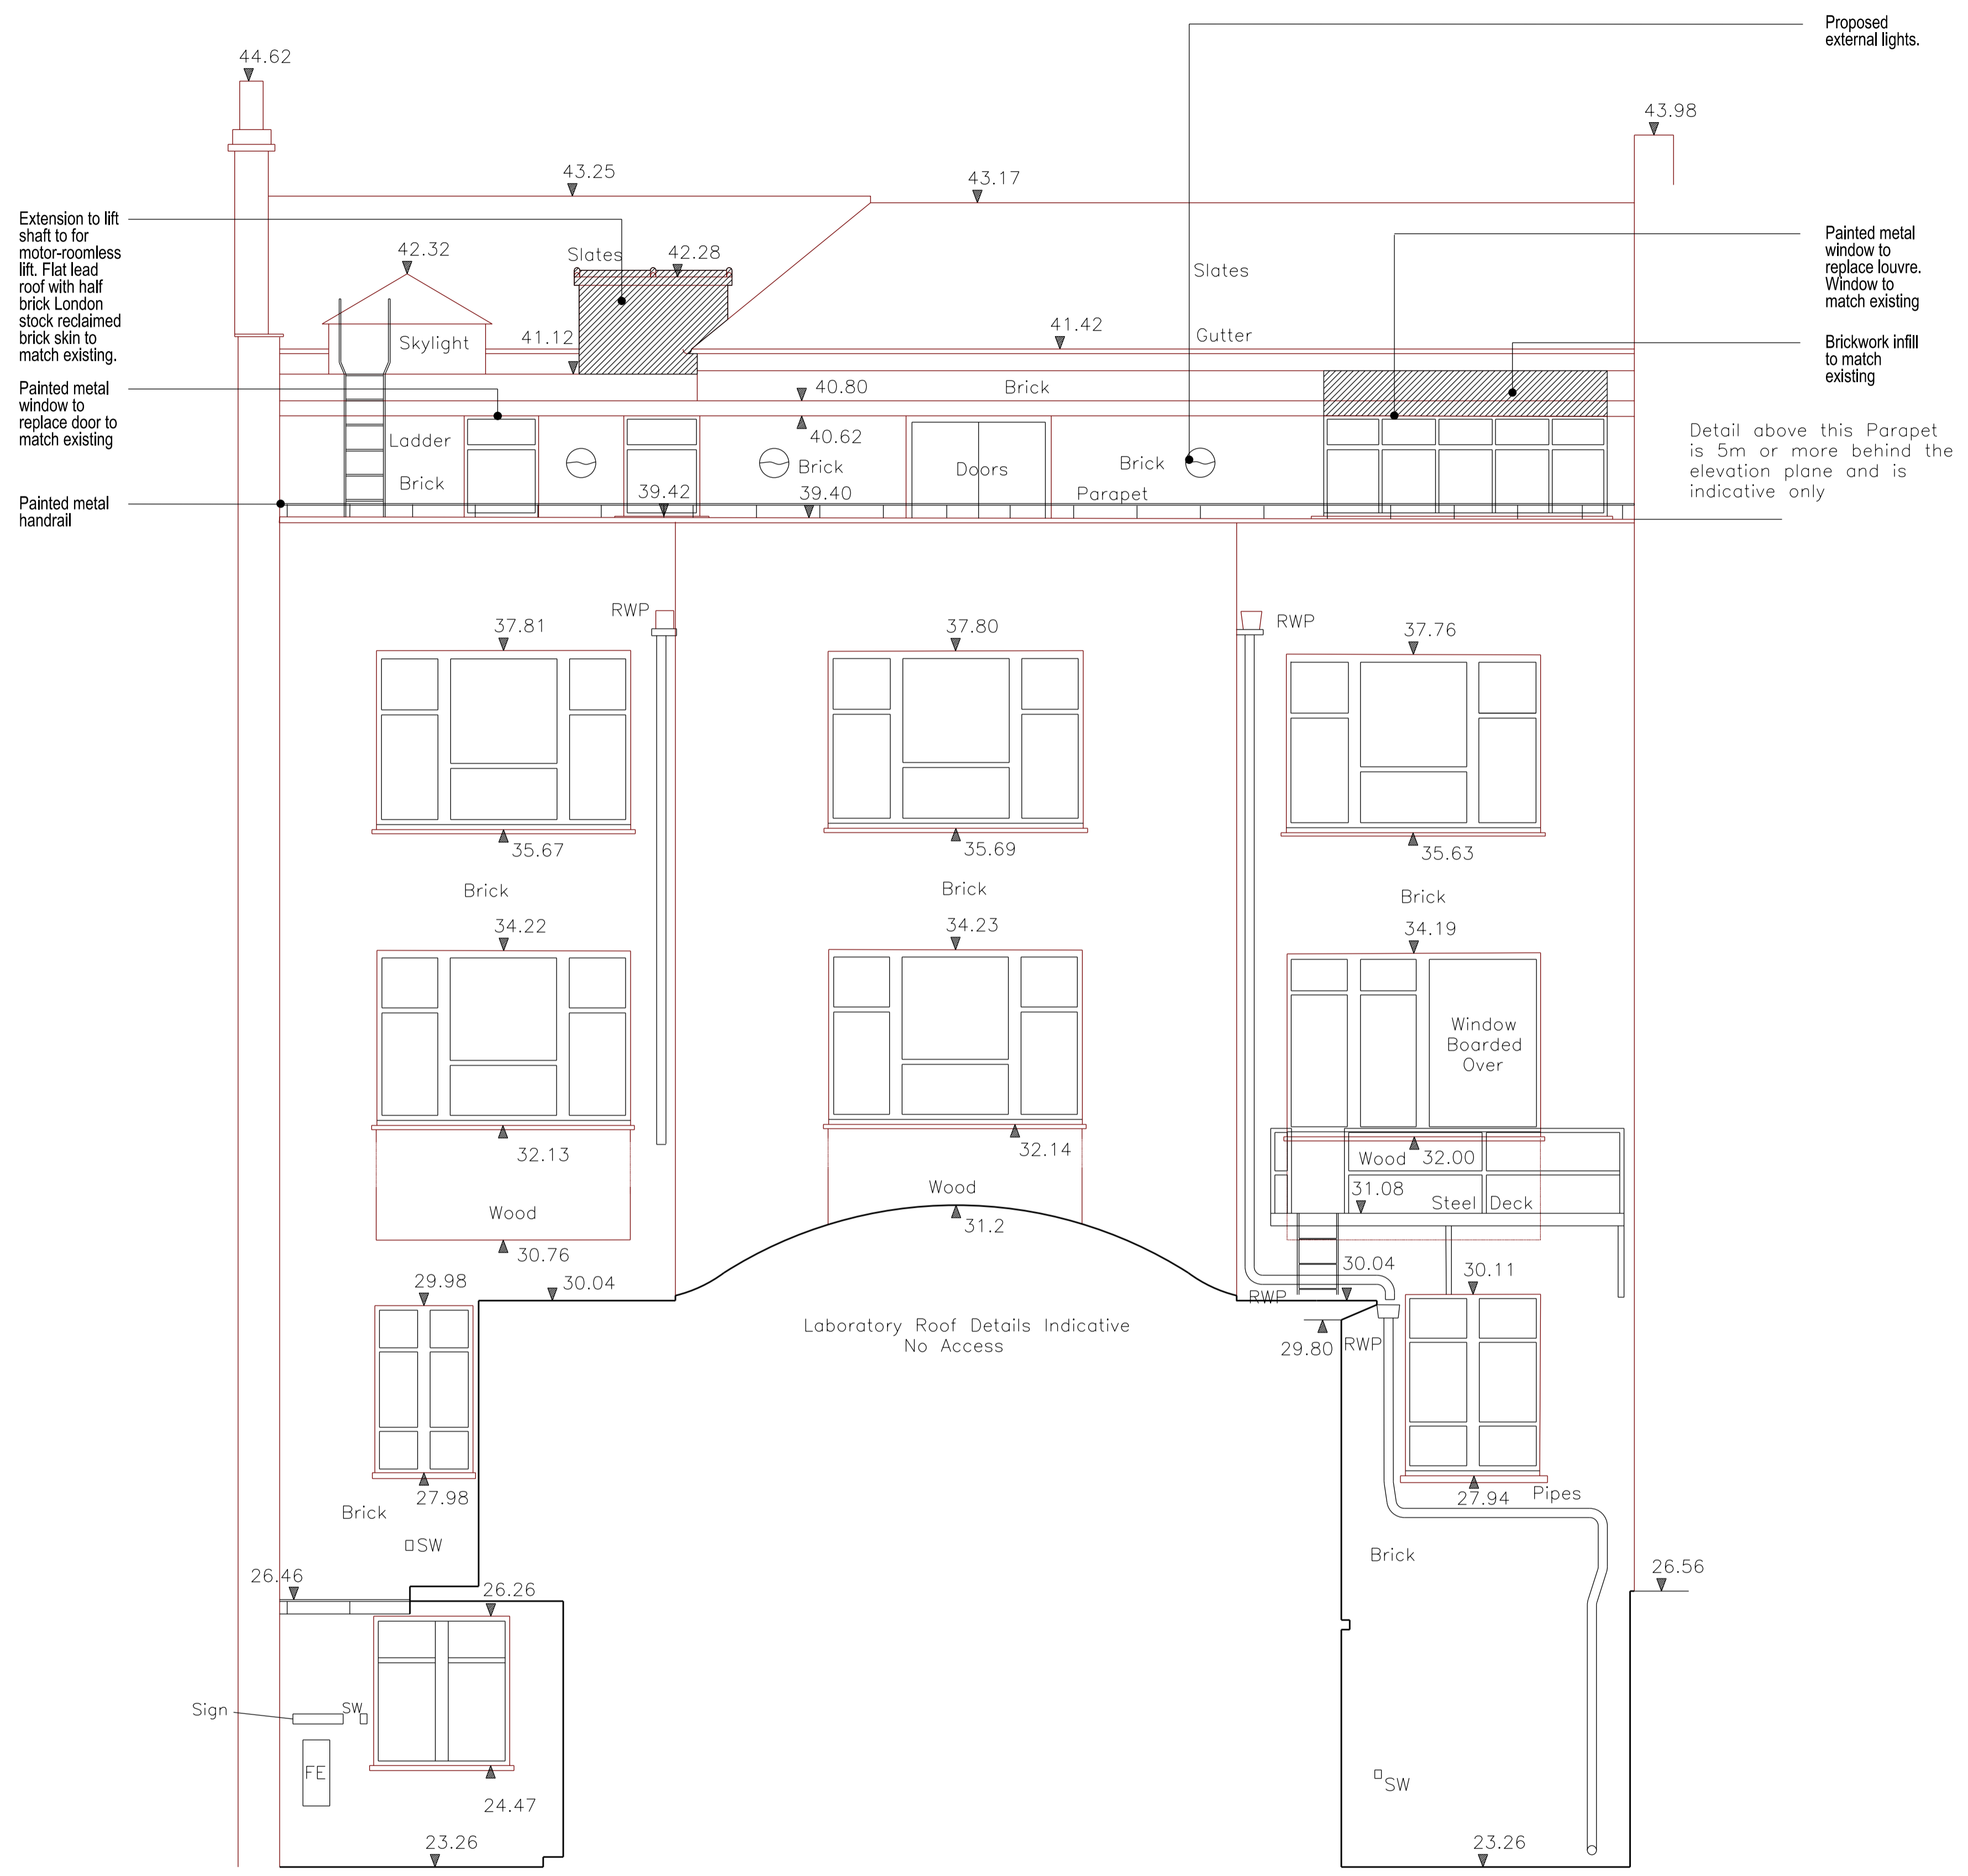 Proposed
external lights.
44.62
43.98
43.25
43.17
Extension to lift
shaft to for
motor-roomless
lift. Flat lead
roof with half
brick London
stock reclaimed
brick skin to
match existing.
42.32
Slates
42.28
Slates
Painted metal
window to
replace louvre.
Window to
match existing
41.12
Skylight
41.42
Gutter
Brickwork infill
to match
existing
Painted metal
window to
replace door to
match existing
40.80
Brick
40.62
Ladder
Brick
Brick
Doors
Brick
Detail above this Parapet
is 5m or more behind the
elevation plane and is
indicative only
39.42
39.40
Parapet
Painted metal
handrail
RWP
RWP
37.81
37.80
37.76
35.67
35.69
35.63
Brick
Brick
Brick
34.22
34.23
34.19
Window
Boarded
Over
32.13
32.14
Wood
32.00
Wood
31.08
Steel Deck
Wood
31.2
30.76
29.98
30.04
30.04
30.11
RWP
Laboratory Roof Details Indicative
No Access
29.80
RWP
27.98
27.94
Pipes
Brick
SW
Brick
26.46
26.26
26.56
Sign
SW
FE
SW
24.47
23.26
23.26